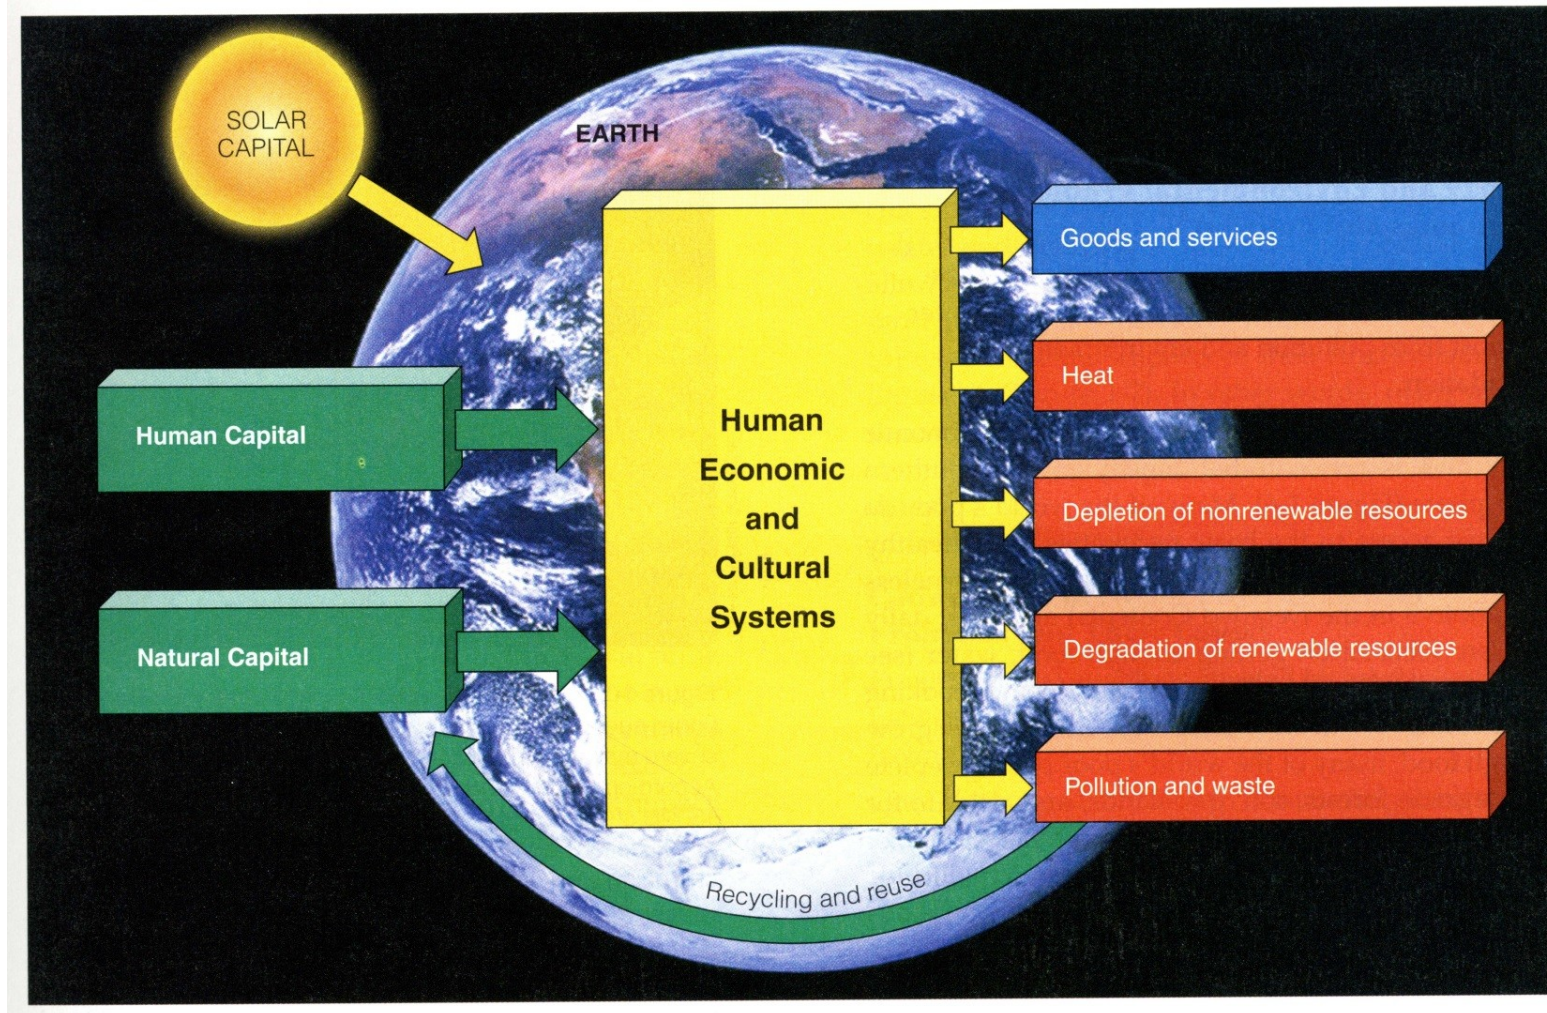 SOLAR
CAPITAL
EARTH
Human Capital
Natural Capital
Human
Economic
and
Cultural
Systems
Goods and services
Heat
Depletion of nonrenewable resources
Degradation of renewable resources
Pollution and waste
Recycling and reuse